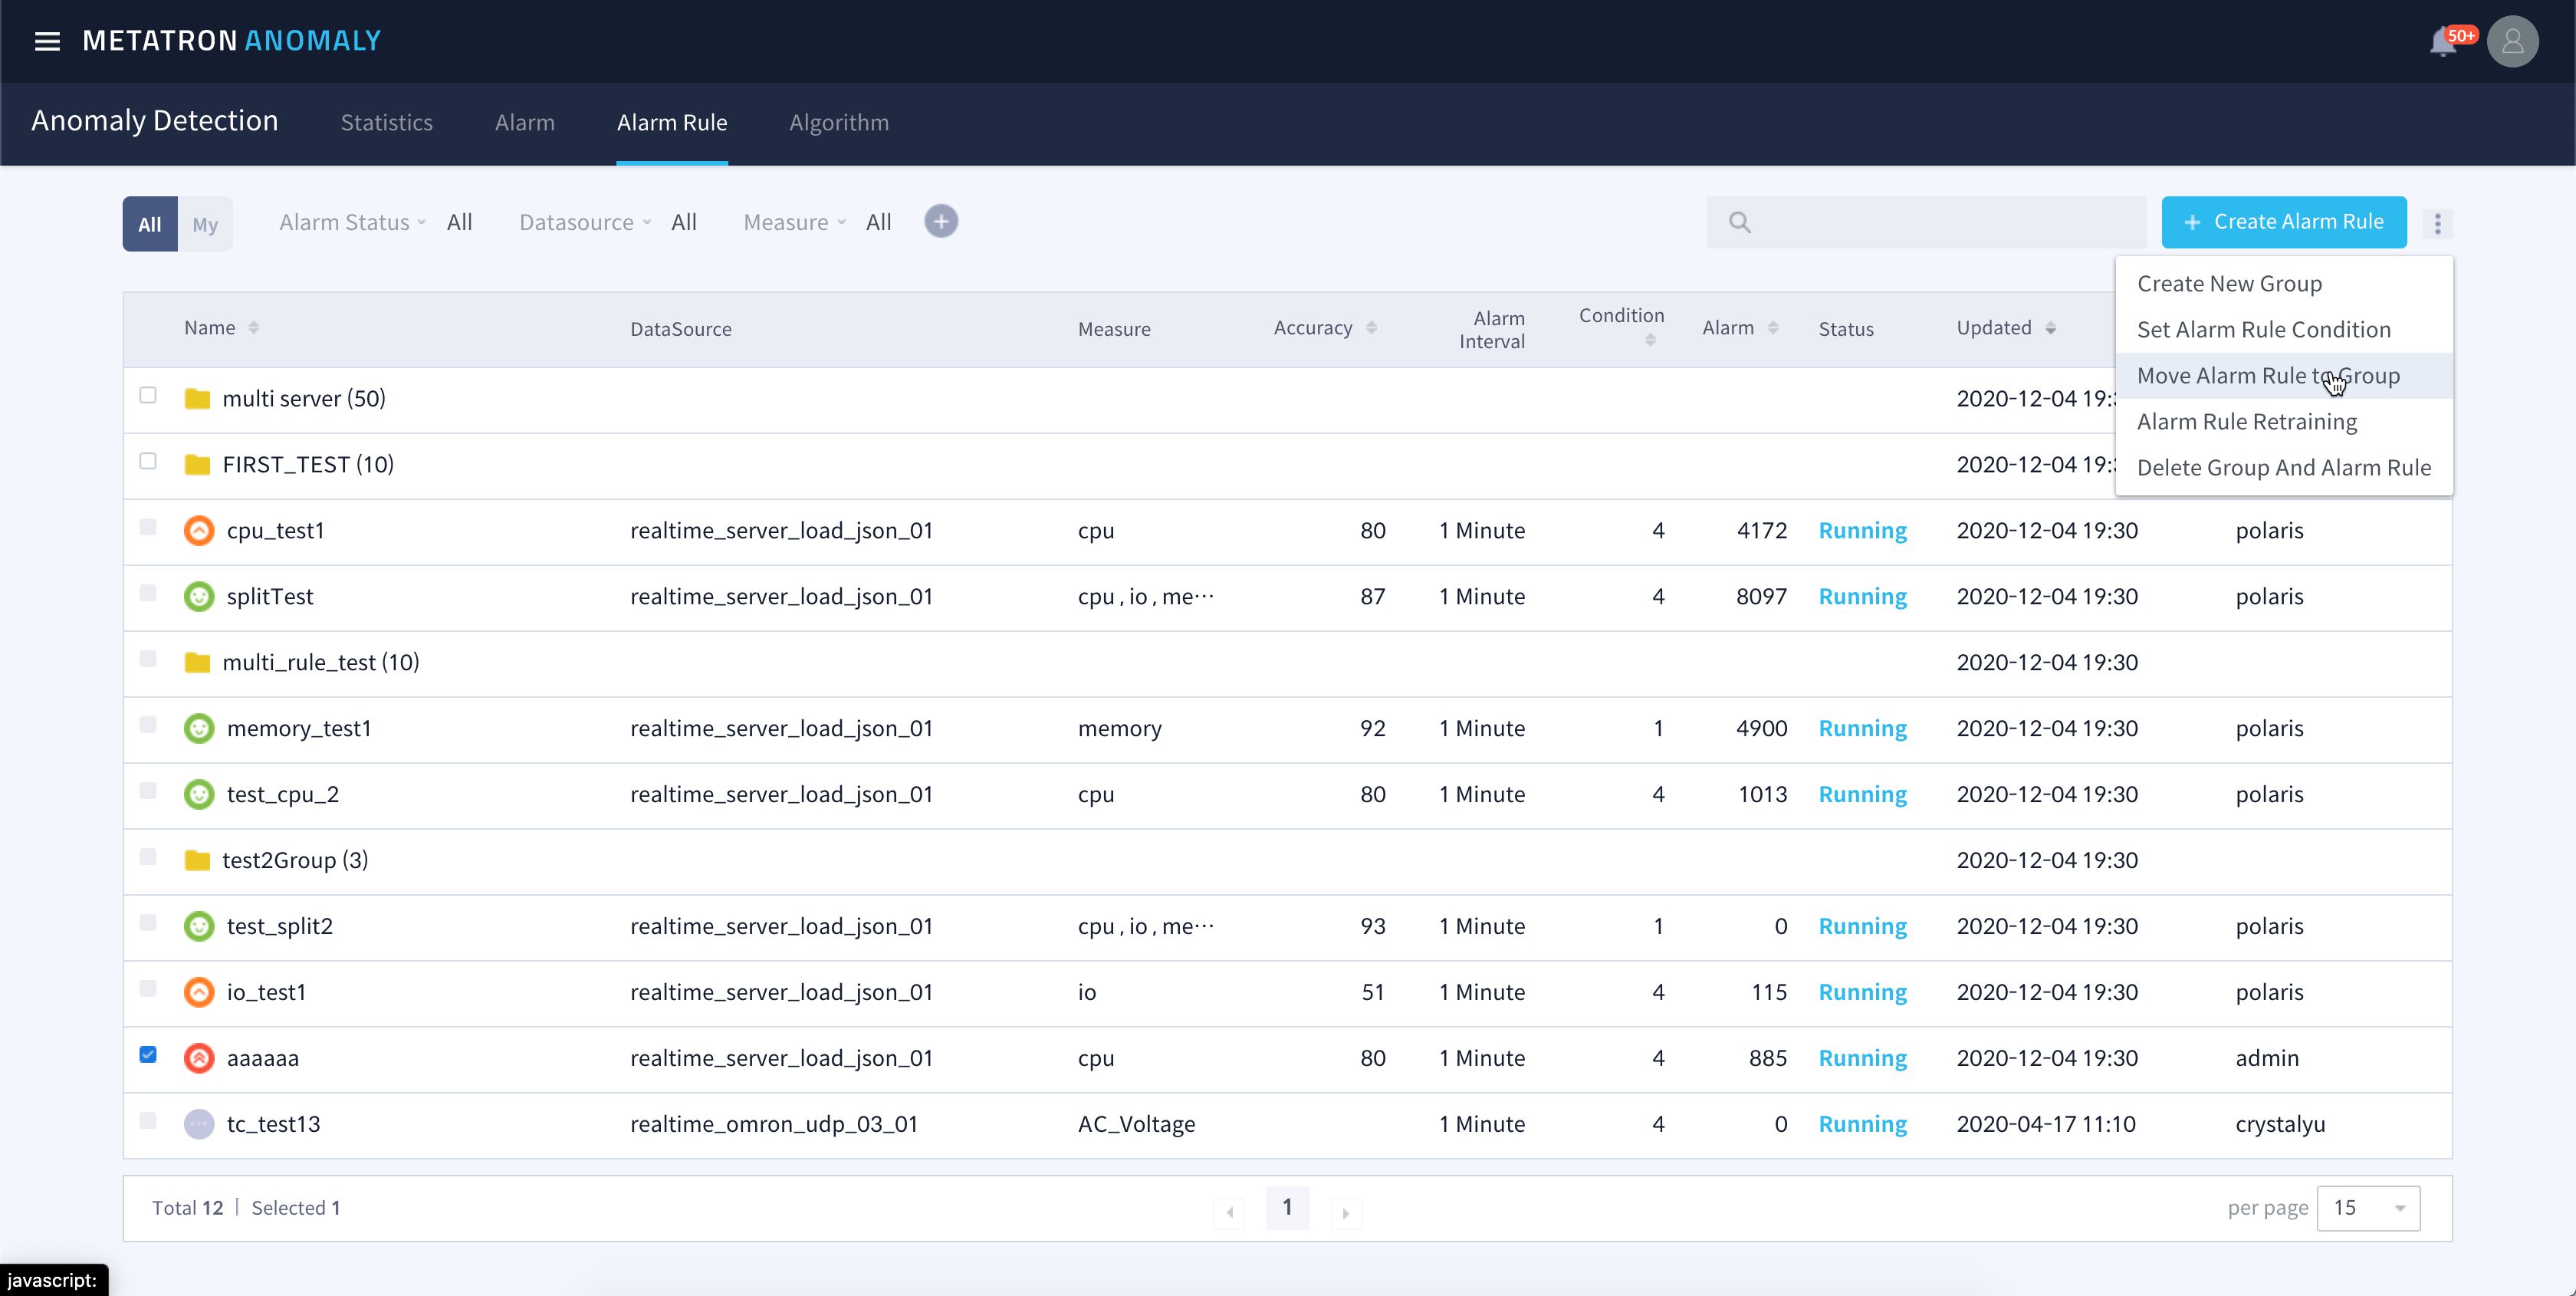 METATRON ANOMALY
50+
Anomaly Detection Statistics Alarm Alarm Rule Algorithm
All My Alarm Status All Datasource All Measure All + Create Alarm Rule
Create New Group
Set Alarm Rule Condition
Move Alarm Rule to Group
Alarm Rule Retraining
Delete Group And Alarm Rule
Name DataSource Measure Accuracy Alarm Interval Condition Alarm Status Updated
multi server (50) 2020-12-04
FIRST_TEST (10) 2020-12-04
cpu_test1 realtime_server_load_json_01 cpu 80 1 Minute 4 4172 Running 2020-12-04 19:30 polaris
splitTest realtime_server_load_json_01 cpu , io , me··· 87 1 Minute 4 8097 Running 2020-12-04 19:30 polaris
multi_rule_test (10) 2020-12-04 19:30
memory_test1 realtime_server_load_json_01 memory 92 1 Minute 1 4900 Running 2020-12-04 19:30 polaris
test_cpu_2 realtime_server_load_json_01 cpu 80 1 Minute 4 1013 Running 2020-12-04 19:30 polaris
test2Group (3) 2020-12-04 19:30
test_split2 realtime_server_load_json_01 cpu , io , me··· 93 1 Minute 1 0 Running 2020-12-04 19:30 polaris
io_test1 realtime_server_load_json_01 io 51 1 Minute 4 115 Running 2020-12-04 19:30 polaris
aaaaaa realtime_server_load_json_01 cpu 80 1 Minute 4 885 Running 2020-12-04 19:30 admin
tc_test13 realtime_omron_udp_03_01 AC_Voltage 1 Minute 4 0 Running 2020-04-17 11:10 crystalyu
Total 12 | Selected 1 1 per page 15
javascript: